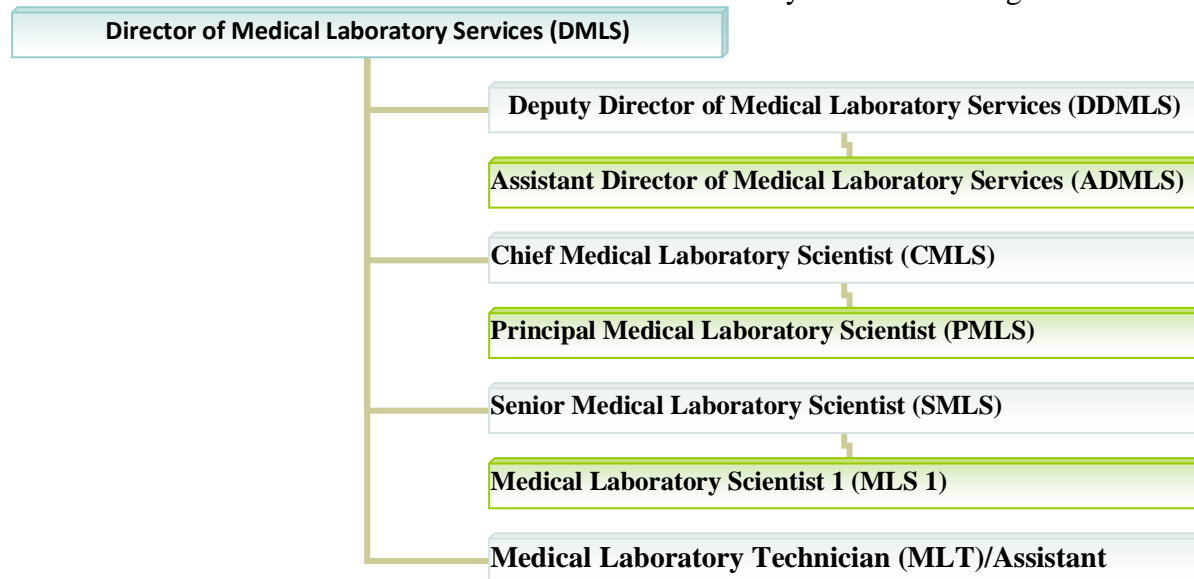 Director of Medical Laboratory Services (DMLS)
Deputy Director of Medical Laboratory Services (DDMLS)
Assistant Director of Medical Laboratory Services (ADMLS)
Chief Medical Laboratory Scientist (CMLS)
Principal Medical Laboratory Scientist (PMLS)
Senior Medical Laboratory Scientist (SMLS)
Medical Laboratory Scientist 1 (MLS 1)
Medical Laboratory Technician (MLT)/Assistant